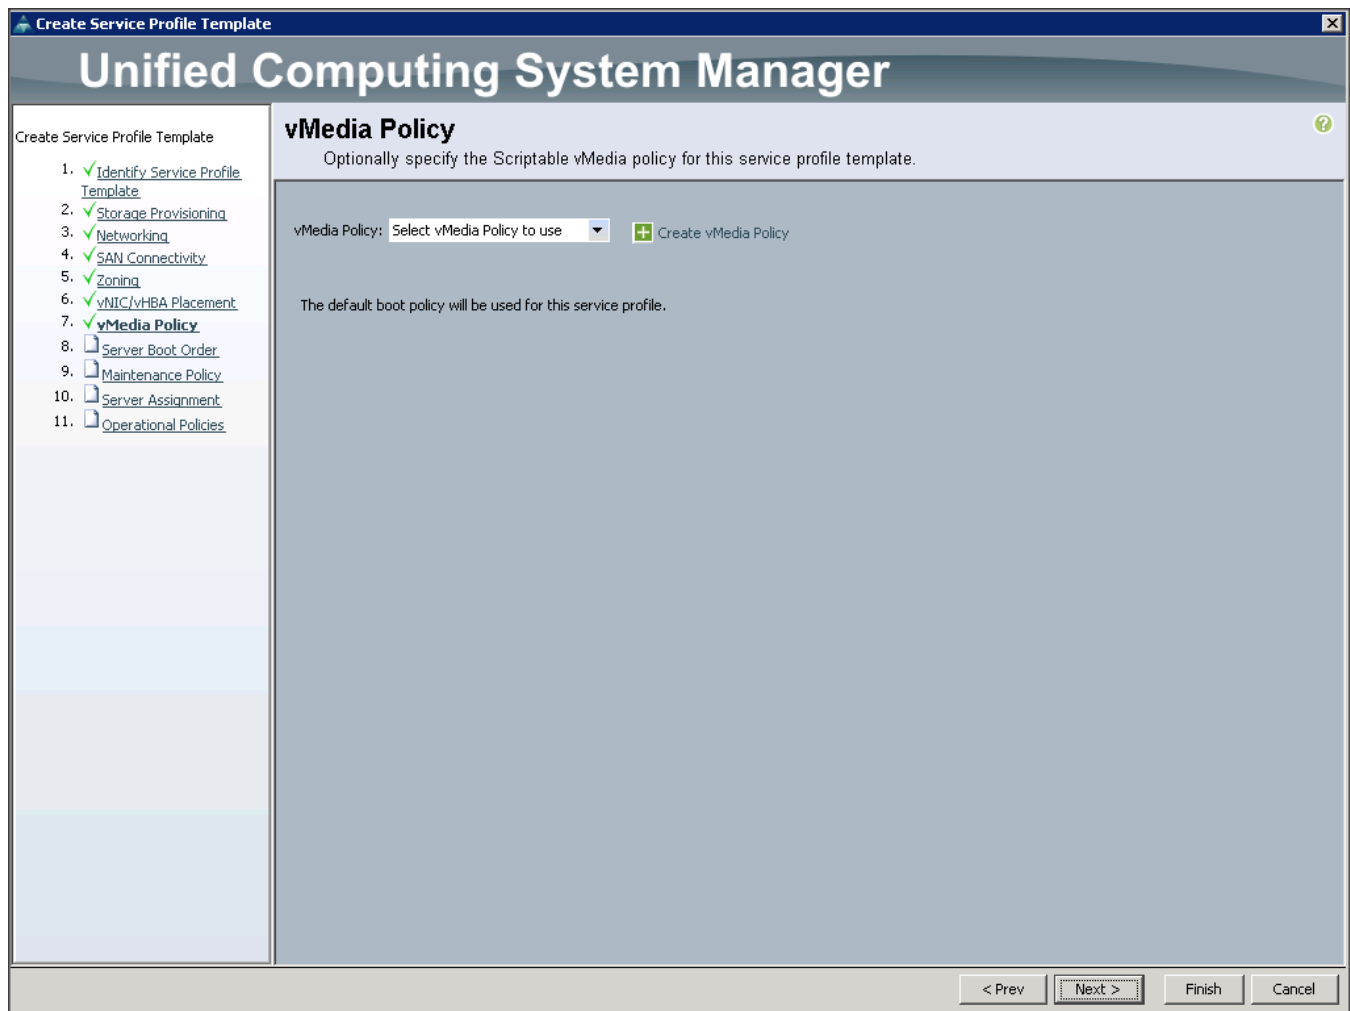 Create Service Profile Template
Unified Computing System Manager
Create Service Profile Template
1. Identify Service Profile
Template
2. Storage Provisioning
3. Networking
4. SAN Connectivity
5. Zoning
6. vNIC/vHBA Placement
7. vMedia Policy
8. Server Boot Order
9. Maintenance Policy
10. Server Assignment
11. Operational Policies
vMedia Policy
Optionally specify the Scriptable vMedia policy for this service profile template.
vMedia Policy: Select vMedia Policy to use Create vMedia Policy
The default boot policy will be used for this service profile.
< Prev Next > Finish Cancel